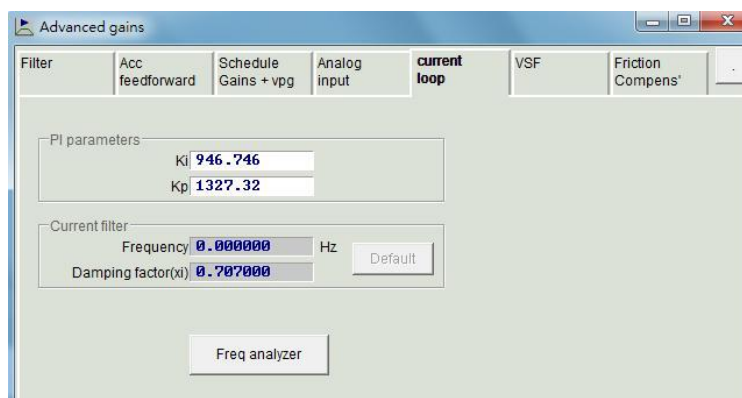 Advanced gains
Filter
Acc
feedforward
Schedule
Gains + vpg
Analog
input
current
loop
VSF
Friction
Compens'
.
PI parameters
Ki 946.746
Kp 1327.32
Current filter
Frequency 0.000000 Hz
Damping factor(xi) 0.707000
Default
Freq analyzer